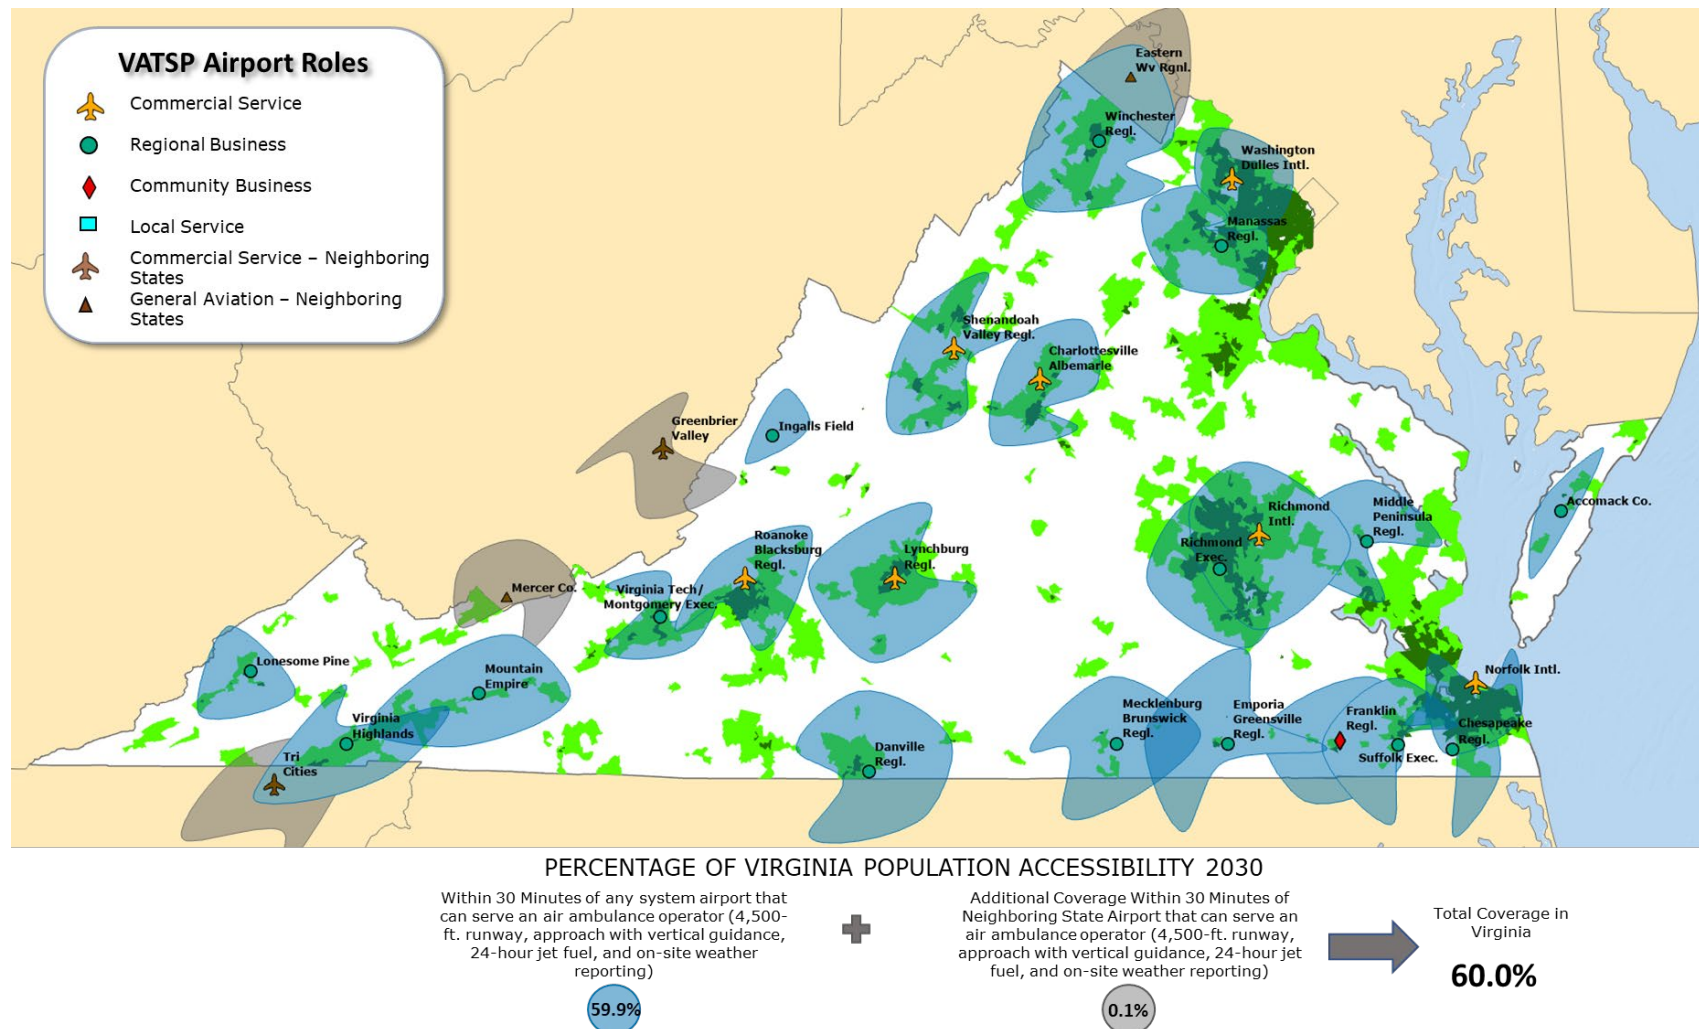 VATSP Airport Roles
Commercial Service
Regional Business
Community Business
Local Service
Commercial Service – Neighboring
States
General Aviation – Neighboring
States
Eastern
Wv Rgnl.
Winchester
Regl.
Washington
Dulles Intl.
Manassas
Regl.
Shenandoah
Valley Regl.
Charlottesville
Albemarle
Greenbrier
Valley
Ingalls Field
Richmond
Intl.
Richmond
Exec.
Middle
Peninsula
Regl.
Accomack Co.
Roanoke
Blacksburg
Regl.
Lynchburg
Regl.
Mercer Co.
Virginia Tech/
Montgomery Exec.
Lonesome Pine
Mountain
Empire
Virginia
Highlands
Tri
Cities
Danville
Regl.
Mecklenburg
Brunswick
Regl.
Emporia
Greensville
Regl.
Franklin
Regl.
Suffolk Exec.
Norfolk Intl.
Chesapeake
Regl.
PERCENTAGE OF VIRGINIA POPULATION ACCESSIBILITY 2030
Within 30 Minutes of any system airport that
can serve an air ambulance operator (4,500-
ft. runway, approach with vertical guidance,
24-hour jet fuel, and on-site weather
reporting)
59.9%
Additional Coverage Within 30 Minutes of
Neighboring State Airport that can serve an
air ambulance operator (4,500-ft. runway,
approach with vertical guidance, 24-hour jet
fuel, and on-site weather reporting)
0.1%
Total Coverage in
Virginia
60.0%